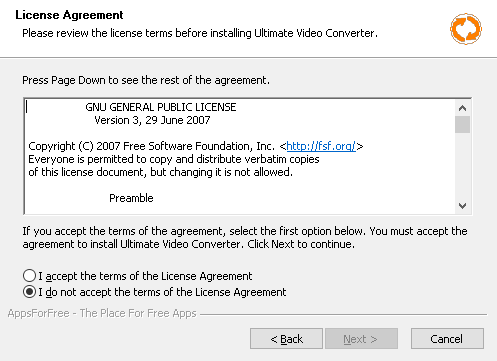 License Agreement
Please review the license terms before installing Ultimate Video Converter.
Press Page Down to see the rest of the agreement.
GNU GENERAL PUBLIC LICENSE
Version 3, 29 June 2007
Copyright (C) 2007 Free Software Foundation, Inc. <http://fsf.org/>
Everyone is permitted to copy and distribute verbatim copies
of this license document, but changing it is not allowed.
Preamble
If you accept the terms of the agreement, select the first option below. You must accept the
agreement to install Ultimate Video Converter. Click Next to continue.
I accept the terms of the License Agreement
I do not accept the terms of the License Agreement
AppsForFree - The Place For Free Apps
< Back Next > Cancel